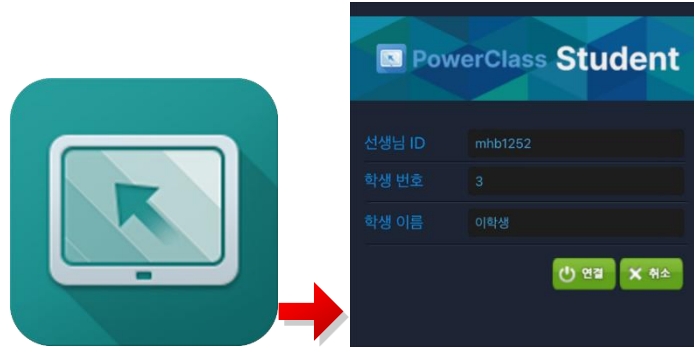 PowerClass Student
선생님 ID mhb1252
학생 번호 3
학생 이름 이학생
연결 취소